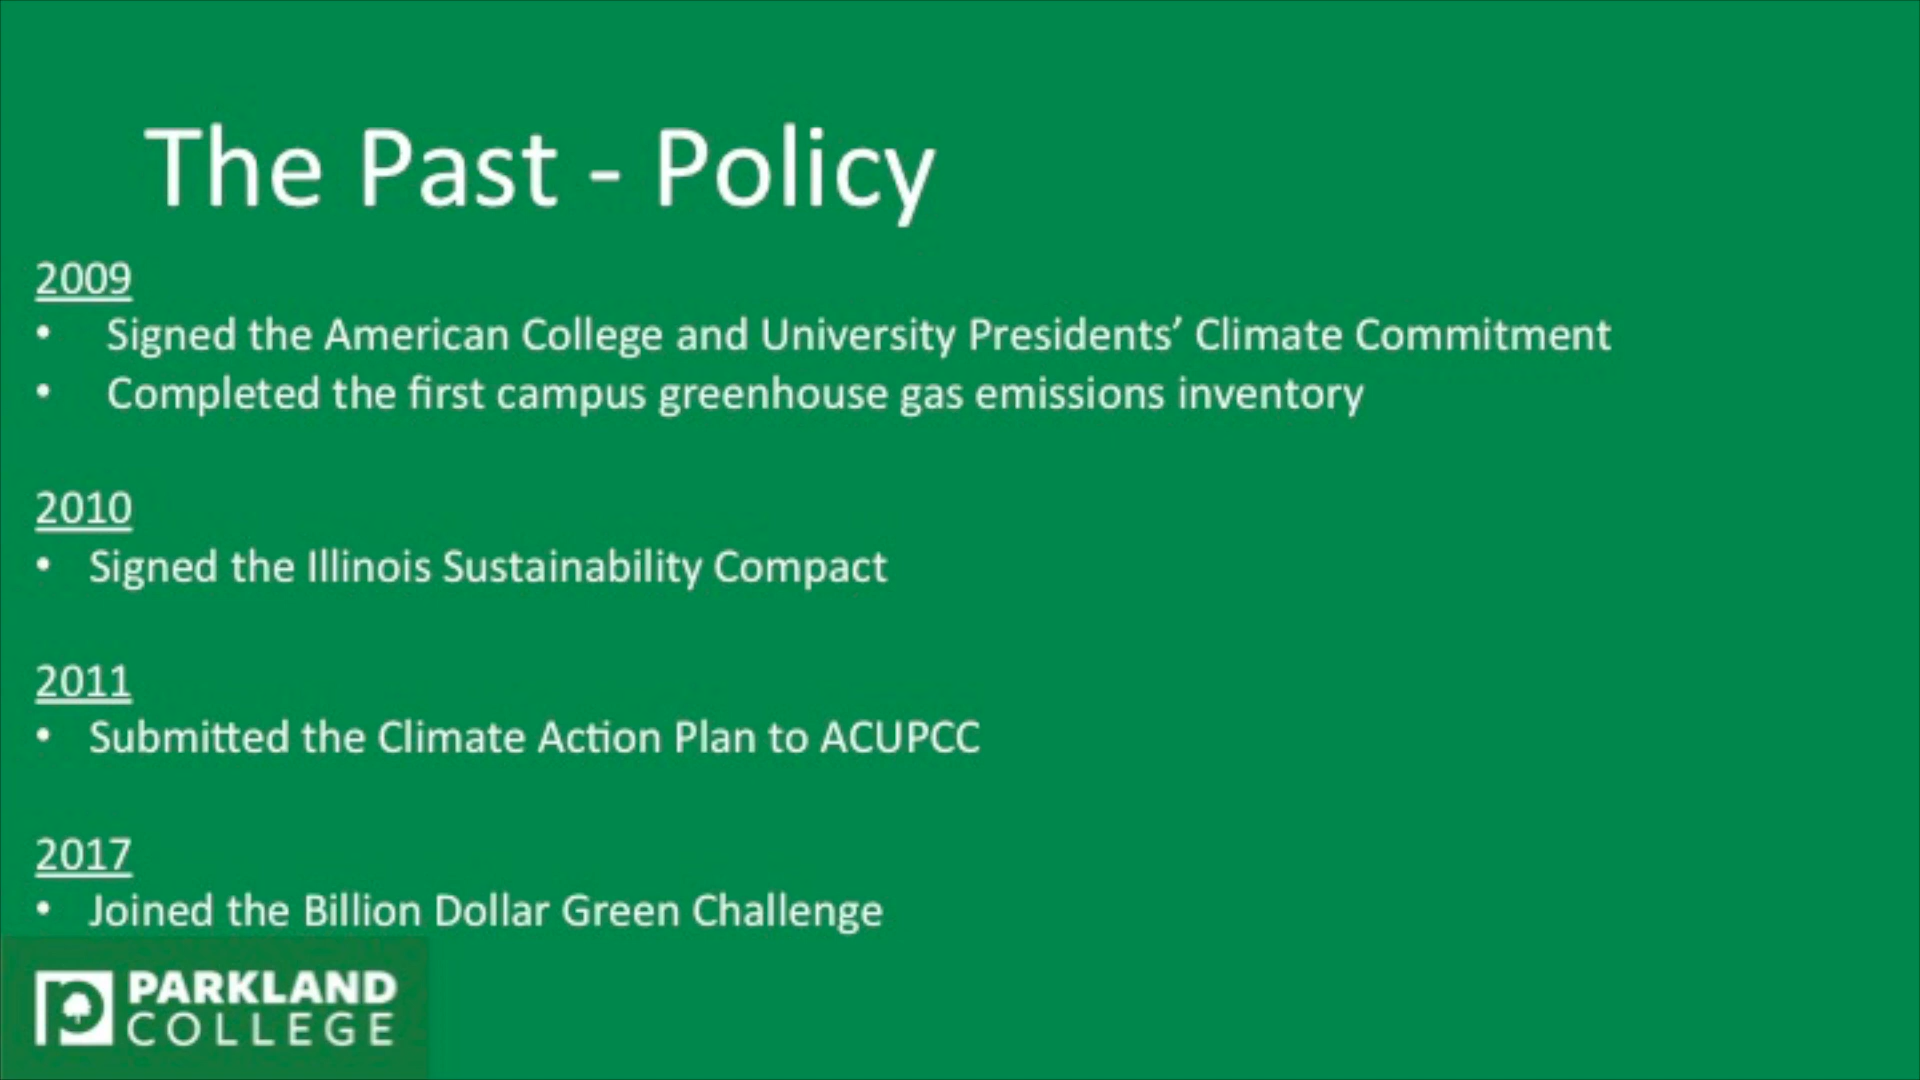 The Past - Policy
2009
• Signed the American College and University Presidents’ Climate Commitment
• Completed the first campus greenhouse gas emissions inventory
2010
• Signed the Illinois Sustainability Compact
2011
• Submitted the Climate Action Plan to ACUPCC
2017
• Joined the Billion Dollar Green Challenge
PARKLAND
COLLEGE